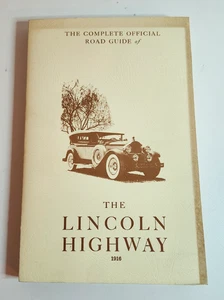 THE COMPLETE OFFICIAL
ROAD GUIDE of
THE
LINCOLN
HIGHWAY
1916